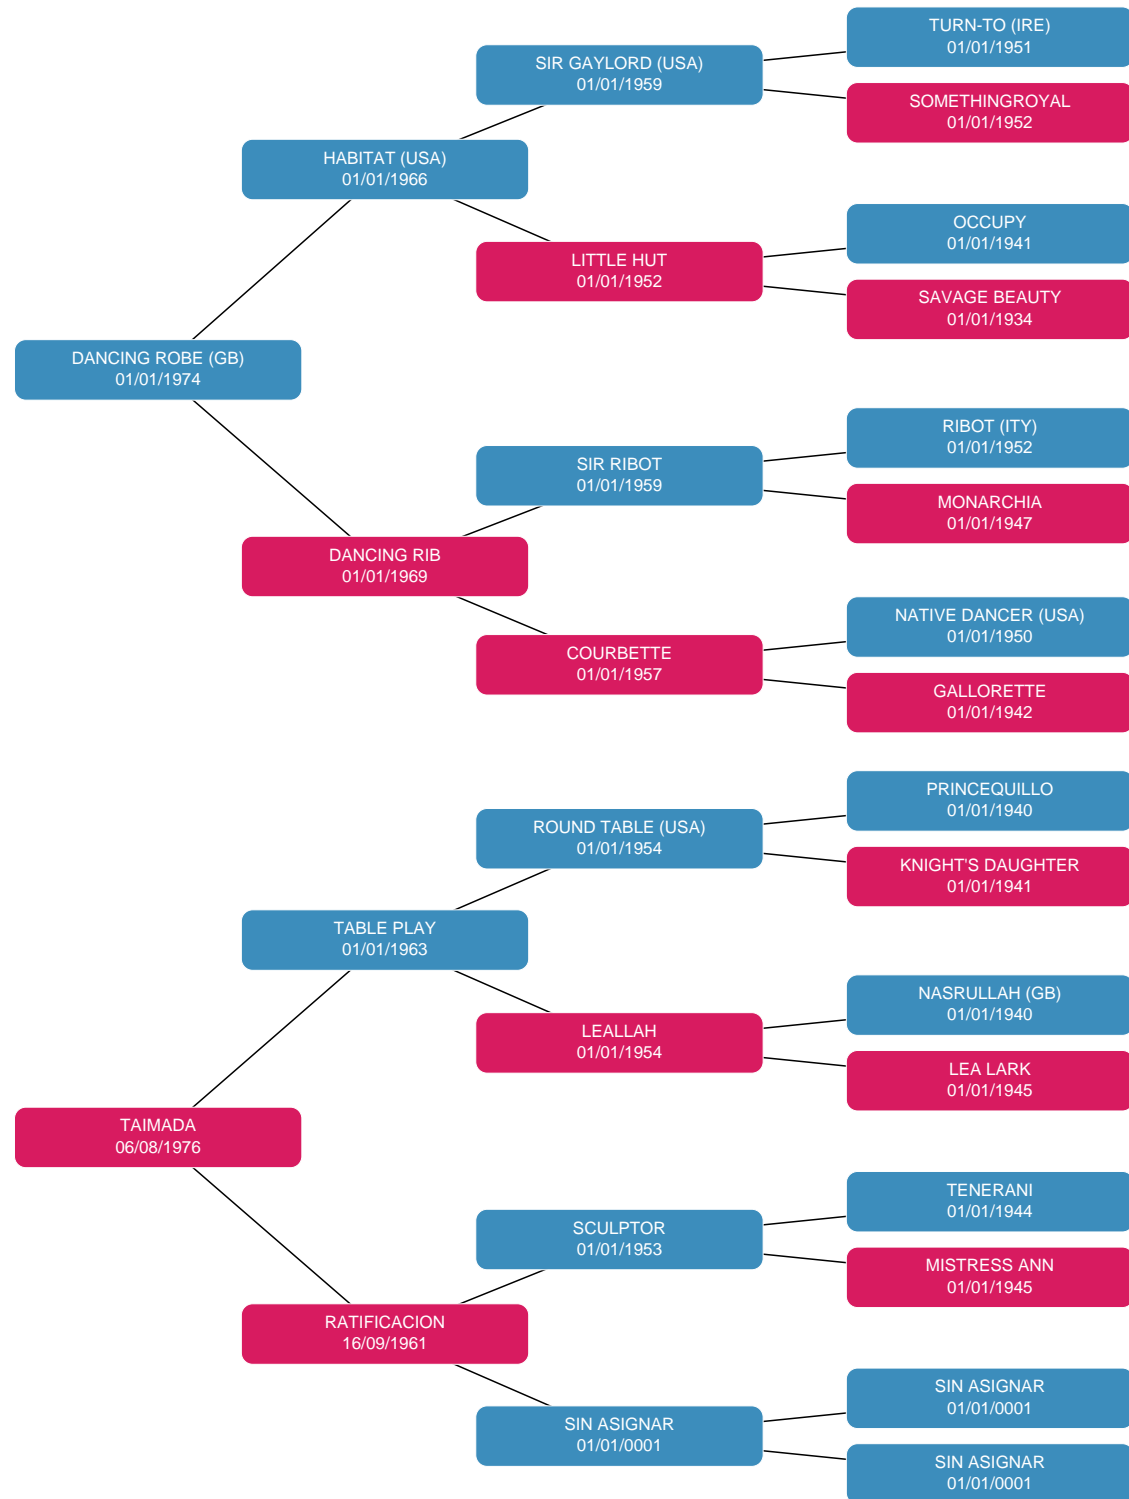 TURN-TO (IRE)
01/01/1951
SIR GAYLORD (USA)
01/01/1959
SOMETHINGROYAL
01/01/1952
HABITAT (USA)
01/01/1966
OCCUPY
01/01/1941
LITTLE HUT
01/01/1952
SAVAGE BEAUTY
01/01/1934
DANCING ROBE (GB)
01/01/1974
RIBOT (ITY)
01/01/1952
SIR RIBOT
01/01/1959
MONARCHIA
01/01/1947
DANCING RIB
01/01/1969
NATIVE DANCER (USA)
01/01/1950
COURBETTE
01/01/1957
GALLORETTE
01/01/1942
PRINCEQUILLO
01/01/1940
ROUND TABLE (USA)
01/01/1954
KNIGHT'S DAUGHTER
01/01/1941
TABLE PLAY
01/01/1963
NASRULLAH (GB)
01/01/1940
LEALLAH
01/01/1954
LEA LARK
01/01/1945
TAIMADA
06/08/1976
TENERANI
01/01/1944
SCULPTOR
01/01/1953
MISTRESS ANN
01/01/1945
RATIFICACION
16/09/1961
SIN ASIGNAR
01/01/0001
SIN ASIGNAR
01/01/0001
SIN ASIGNAR
01/01/0001